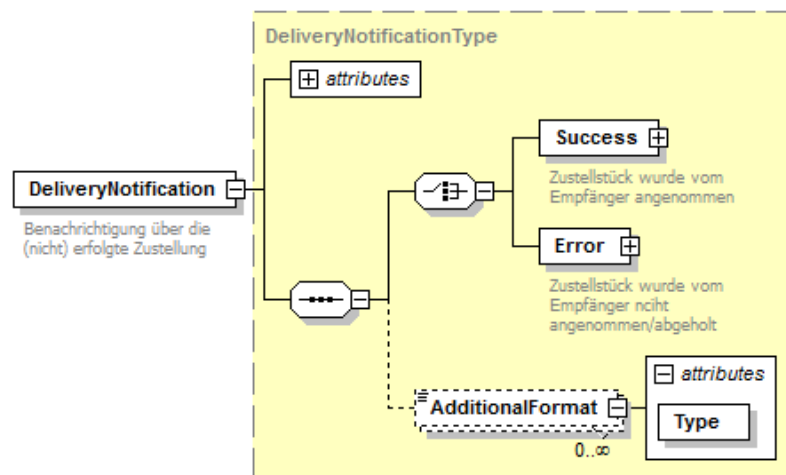 DeliveryNotificationType
attributes
Success
Zustellstück wurde vom
Empfänger angenommen
DeliveryNotification
Benachrichtigung über die
(nicht) erfolgte Zustellung
Error
Zustellstück wurde vom
Empfänger nciht
angenommen/abgeholt
attributes
AdditionalFormat
Type
0..∞